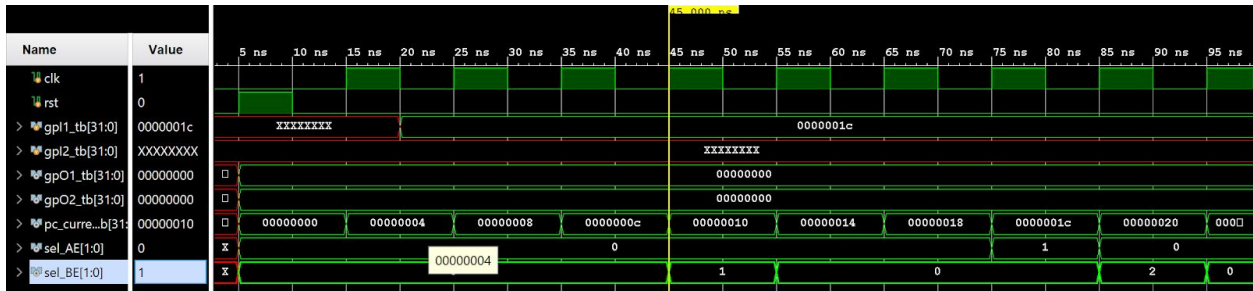 45.000 ns
Name Value
5 ns 10 ns 15 ns 20 ns 25 ns 30 ns 35 ns 40 ns 45 ns 50 ns 55 ns 60 ns 65 ns 70 ns 75 ns 80 ns 85 ns 90 ns 95 ns
clk 1
rst 0
> gpI1_tb[31:0] 0000001c XXXXXXXX 0000001c
> gpI2_tb[31:0] XXXXXXXX XXXXXXXX
> gpO1_tb[31:0] 00000000 00000000
> gpO2_tb[31:0] 00000000 00000000
> pc_curre...b[31: 00000010 00000000 00000004 00000008 0000000c 00000010 00000014 00000018 0000001c 00000020 000
> sel_AE[1:0] 0 X 0 1 0
00000004
> sel_BE[1:0] 1 X 1 0 2 0